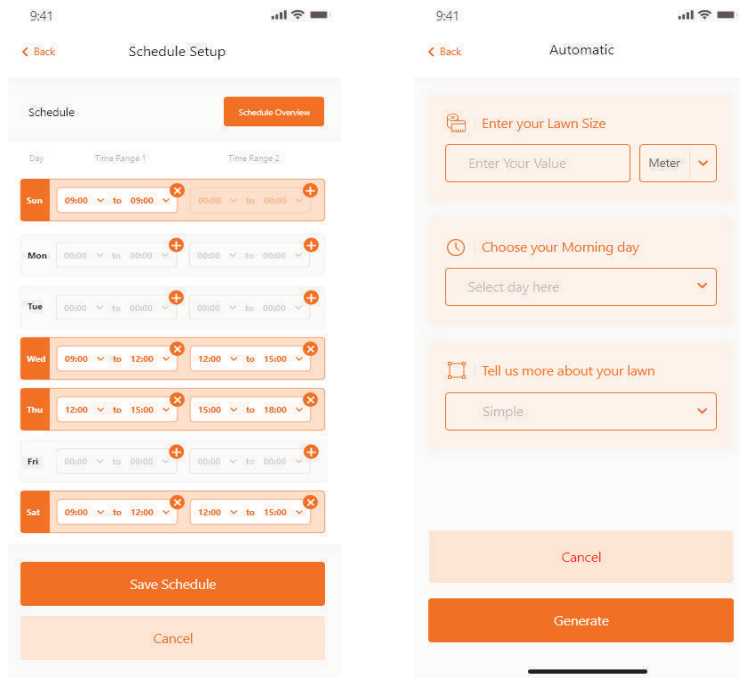 9:41
Back
Schedule Setup
Schedule
Schedule Overview
Day Time Range 1 Time Range 2
Sun 09:00 to 09:00 00:00 to 00:00
Mon 00:00 to 00:00 00:00 to 00:00
Tue 00:00 to 00:00 00:00 to 00:00
Wed 09:00 to 12:00 12:00 to 15:00
Thu 12:00 to 15:00 15:00 to 18:00
Fri 00:00 to 00:00 00:00 to 00:00
Sat 09:00 to 12:00 12:00 to 15:00
Save Schedule
Cancel
9:41
Back
Automatic
Enter your Lawn Size
Enter Your Value Meter
Choose your Morning day
Select day here
Tell us more about your lawn
Simple
Cancel
Generate